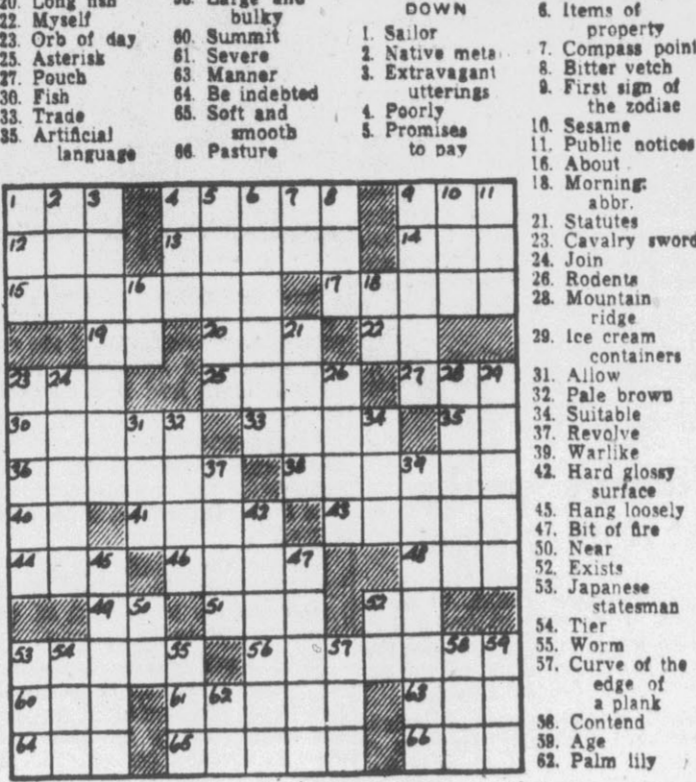 20. Long fish
22. Myself
23. Orb of day
25. Asterisk
27. Pouch
30. Fish
33. Trade
35. Artificial
language
Large and
bulky
60. Summit
61. Severe
63. Manner
64. Be indebted
65. Soft and
smooth
66. Pasture
DOWN
1. Sailor
2. Native meta
3. Extravagant
utterings
4. Poorly
5. Promises
to pay
6. Items of
property
7. Compass point
8. Bitter vetch
9. First sign of
the zodiac
10. Sesame
11. Public notices
16. About
18. Morning:
abbr.
21. Statutes
23. Cavalry sword
24. Join
26. Rodents
28. Mountain
ridge
29. Ice cream
containers
31. Allow
32. Pale brown
34. Suitable
37. Revolve
39. Warlike
42. Hard glossy
surface
45. Hang loosely
47. Bit of fire
50. Near
52. Exists
53. Japanese
statesman
54. Tier
55. Worm
57. Curve of the
edge of
a plank
58. Contend
59. Age
62. Palm lily
1 2 3 4 5 6 7 8 9 10 11
12 13 14
15 16 17 18
19 20 21 22
23 24 25 26 27 28 29
30 31 32 33 34 35
36 37 38 39
40 41 42 43
44 45 46 47 48
49 50 51 52
53 54 55 56 57 58 59
60 61 62 63
64 65 66